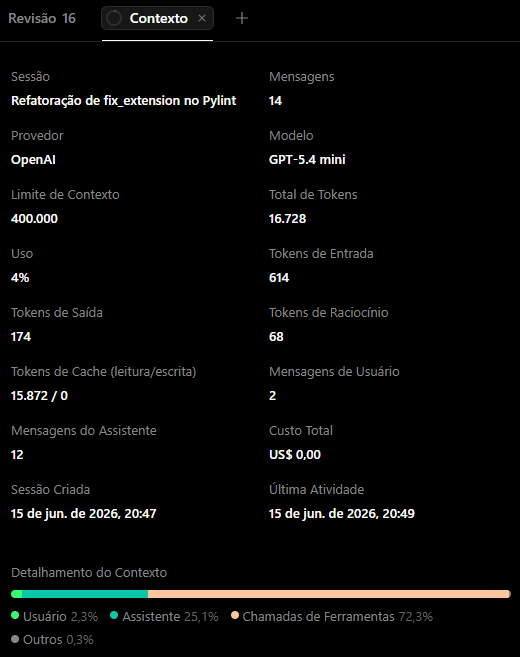 Revisão 16
Contexto
Sessão
Mensagens
Refatoração de fix_extension no Pylint
14
Provedor
Modelo
OpenAI
GPT-5.4 mini
Limite de Contexto
Total de Tokens
400.000
16.728
Uso
Tokens de Entrada
4%
614
Tokens de Saída
Tokens de Raciocínio
174
68
Tokens de Cache (leitura/escrita)
Mensagens de Usuário
15.872 / 0
2
Mensagens do Assistente
Custo Total
12
US$ 0,00
Sessão Criada
Última Atividade
15 de jun. de 2026, 20:47
15 de jun. de 2026, 20:49
Detalhamento do Contexto
Usuário 2,3% Assistente 25,1% Chamadas de Ferramentas 72,3%
Outros 0,3%